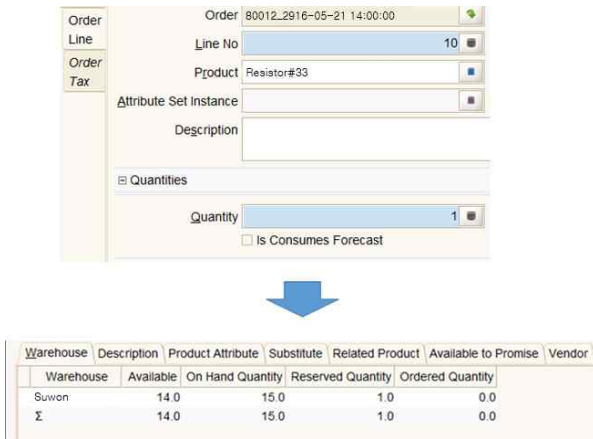 Order
Line
Order
Tax
Order 80012_2916-05-21 14:00:00
Line No 10
Product Resistor#33
Attribute Set Instance
Description
Quantities
Quantity 1
Is Consumes Forecast
Warehouse Description Product Attribute Substitute Related Product Available to Promise Vendor
Warehouse Available On Hand Quantity Reserved Quantity Ordered Quantity
Suwon 14.0 15.0 1.0 0.0
Σ 14.0 15.0 1.0 0.0